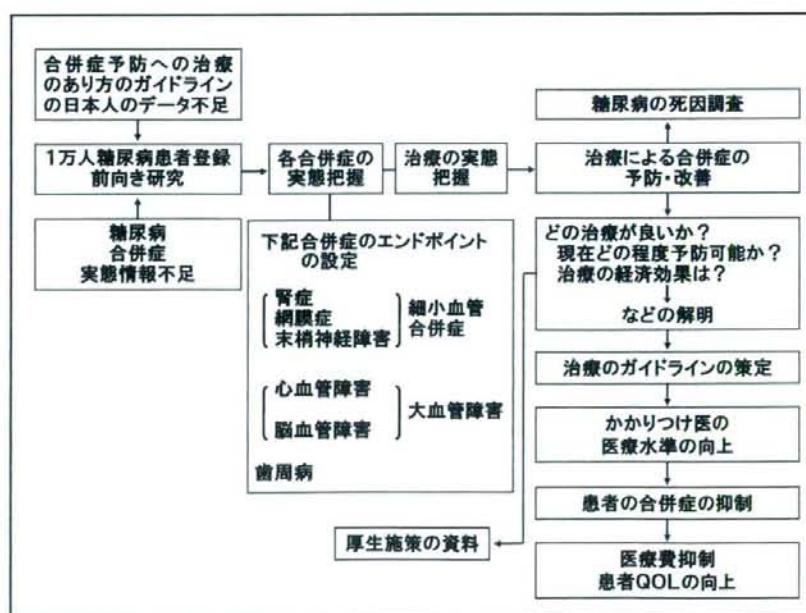 合併症予防への治療
のあり方のガイドライン
の日本人のデータ不足
1万人糖尿病患者登録
前向き研究
糖尿病
合併症
実態情報不足
各合併症の
実態把握
治療の実態
把握
下記合併症のエンドポイント
の設定
腎症
網膜症
末梢神経障害
細小血管
合併症
心血管障害
脳血管障害
大血管障害
歯周病
糖尿病の死因調査
治療による合併症の
予防・改善
どの治療が良いか?
現在どの程度予防可能か?
治療の経済効果は?
などの解明
治療のガイドラインの策定
かかりつけ医の
医療水準の向上
患者の合併症の抑制
厚生施策の資料
医療費抑制
患者QOLの向上